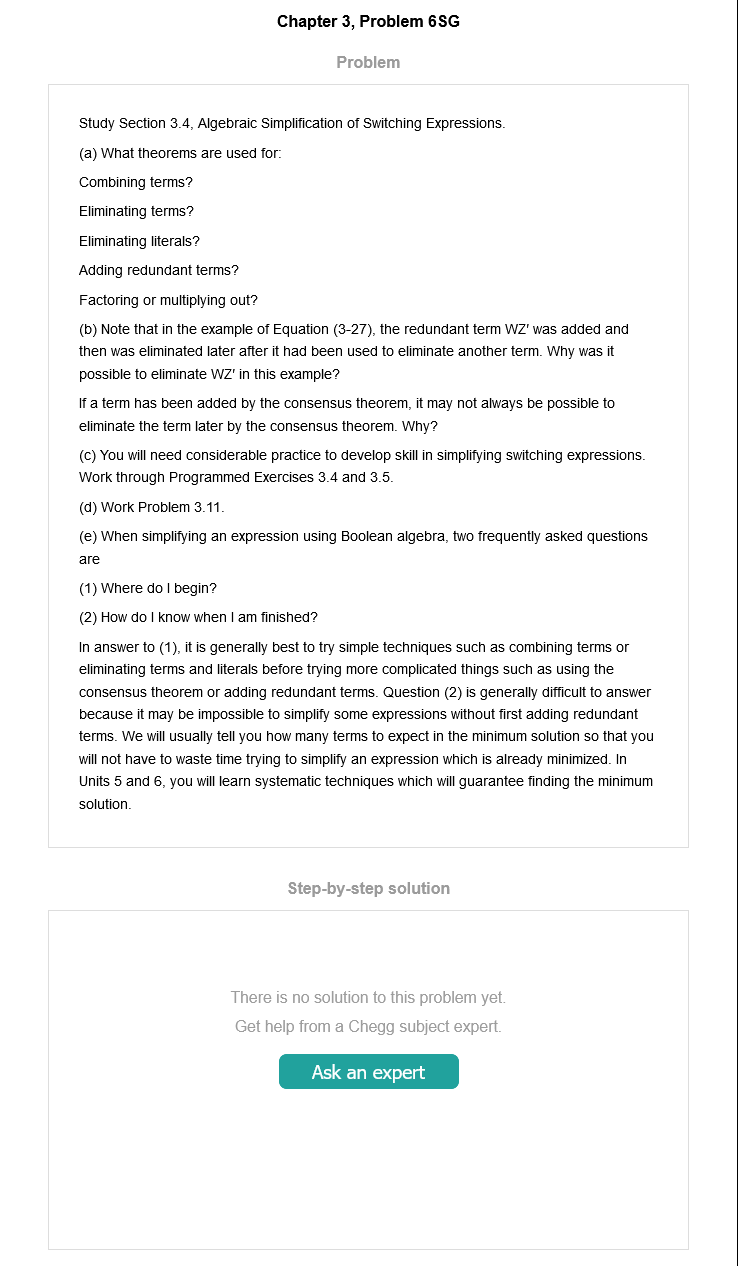 Chapter 3, Problem 6SG
Problem
Study Section 3.4, Algebraic Simplification of Switching Expressions.
(a) What theorems are used for:
Combining terms?
Eliminating terms?
Eliminating literals?
Adding redundant terms?
Factoring or multiplying out?
(b) Note that in the example of Equation (3-27), the redundant term WZ′ was added and
then was eliminated later after it had been used to eliminate another term. Why was it
possible to eliminate WZ′ in this example?
If a term has been added by the consensus theorem, it may not always be possible to
eliminate the term later by the consensus theorem. Why?
(c) You will need considerable practice to develop skill in simplifying switching expressions.
Work through Programmed Exercises 3.4 and 3.5.
(d) Work Problem 3.11.
(e) When simplifying an expression using Boolean algebra, two frequently asked questions
are
(1) Where do I begin?
(2) How do I know when I am finished?
In answer to (1), it is generally best to try simple techniques such as combining terms or
eliminating terms and literals before trying more complicated things such as using the
consensus theorem or adding redundant terms. Question (2) is generally difficult to answer
because it may be impossible to simplify some expressions without first adding redundant
terms. We will usually tell you how many terms to expect in the minimum solution so that you
will not have to waste time trying to simplify an expression which is already minimized. In
Units 5 and 6, you will learn systematic techniques which will guarantee finding the minimum
solution.
Step-by-step solution
There is no solution to this problem yet.
Get help from a Chegg subject expert.
Ask an expert